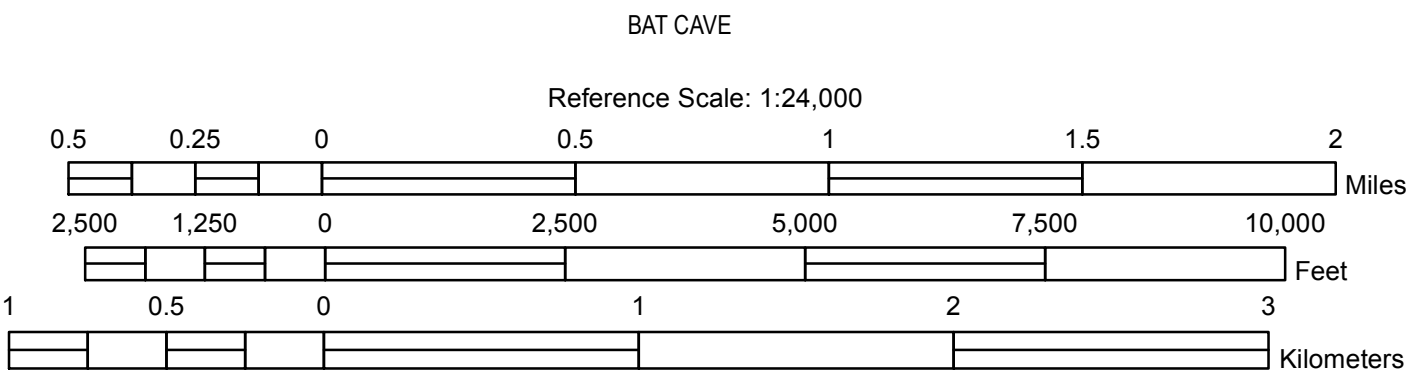 BAT CAVE
Reference Scale: 1:24,000
0.5 0.25 0 0.5 1 1.5 2
Miles
2,500 1,250 0 2,500 5,000 7,500 10,000
Feet
1 0.5 0 1 2 3
Kilometers